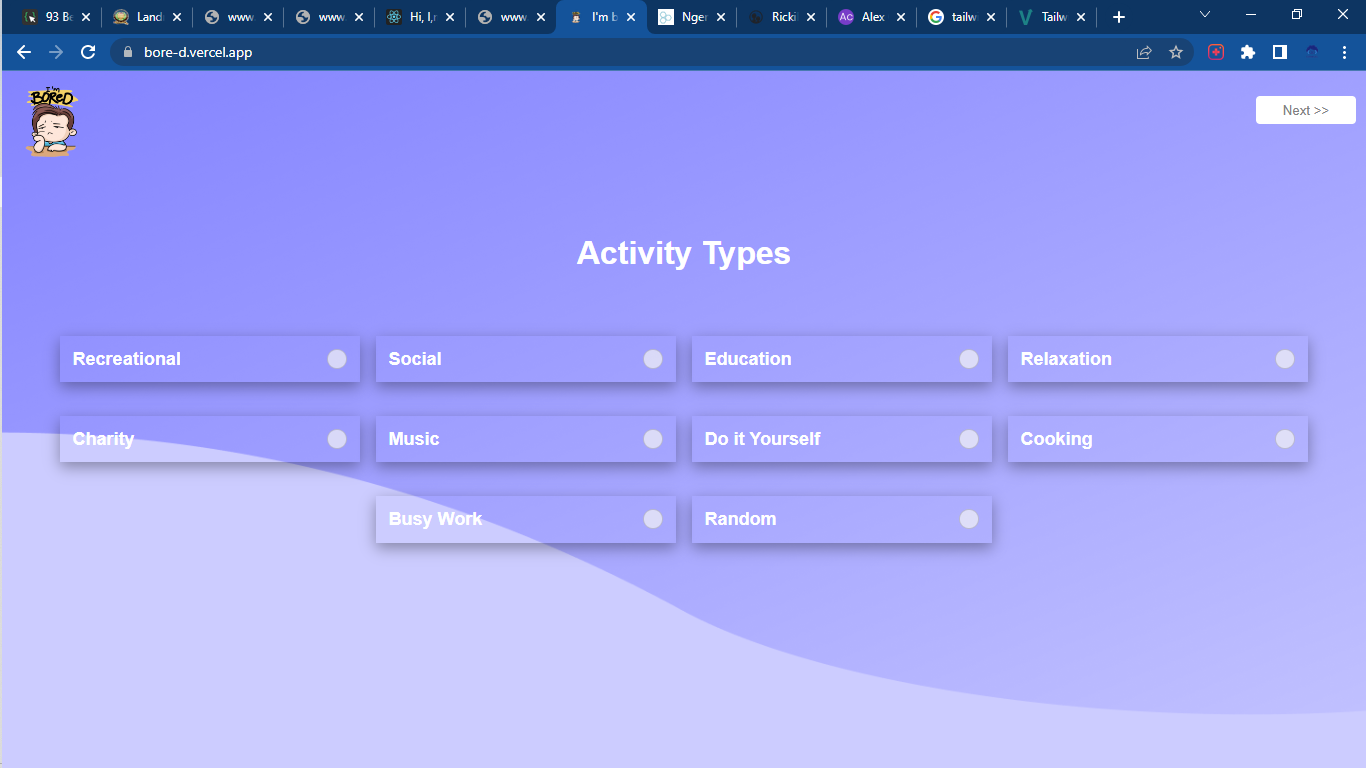 93 Be
Land
www.
www.
Hi, I,r
www.
I'm b
Nger
Ricki
Ac
Alex
tailw
Tailw
bore-d.vercel.app
I'm
BORED
Next >>
Activity Types
Recreational
Social
Education
Relaxation
Charity
Music
Do it Yourself
Cooking
Busy Work
Random